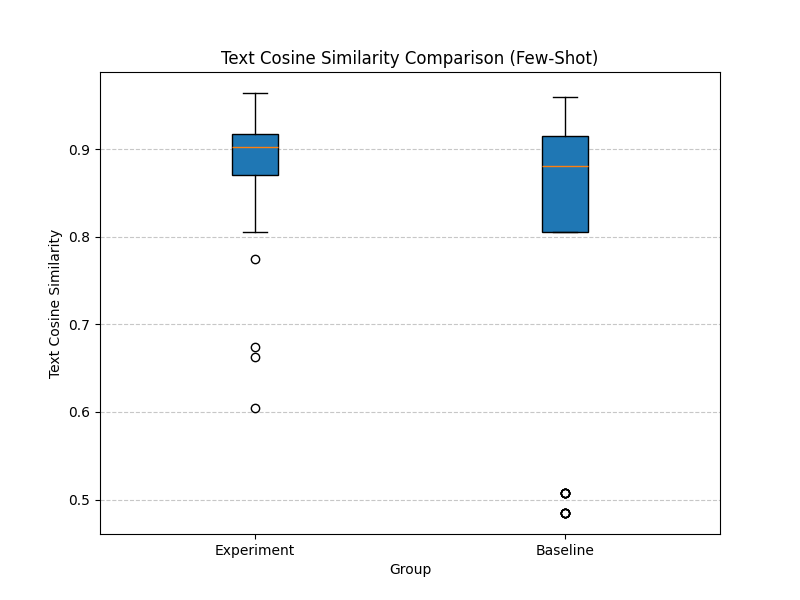 Text Cosine Similarity Comparison (Few-Shot)
0.9
0.8
0.7
0.6
0.5
Text Cosine Similarity
Experiment
Baseline
Group